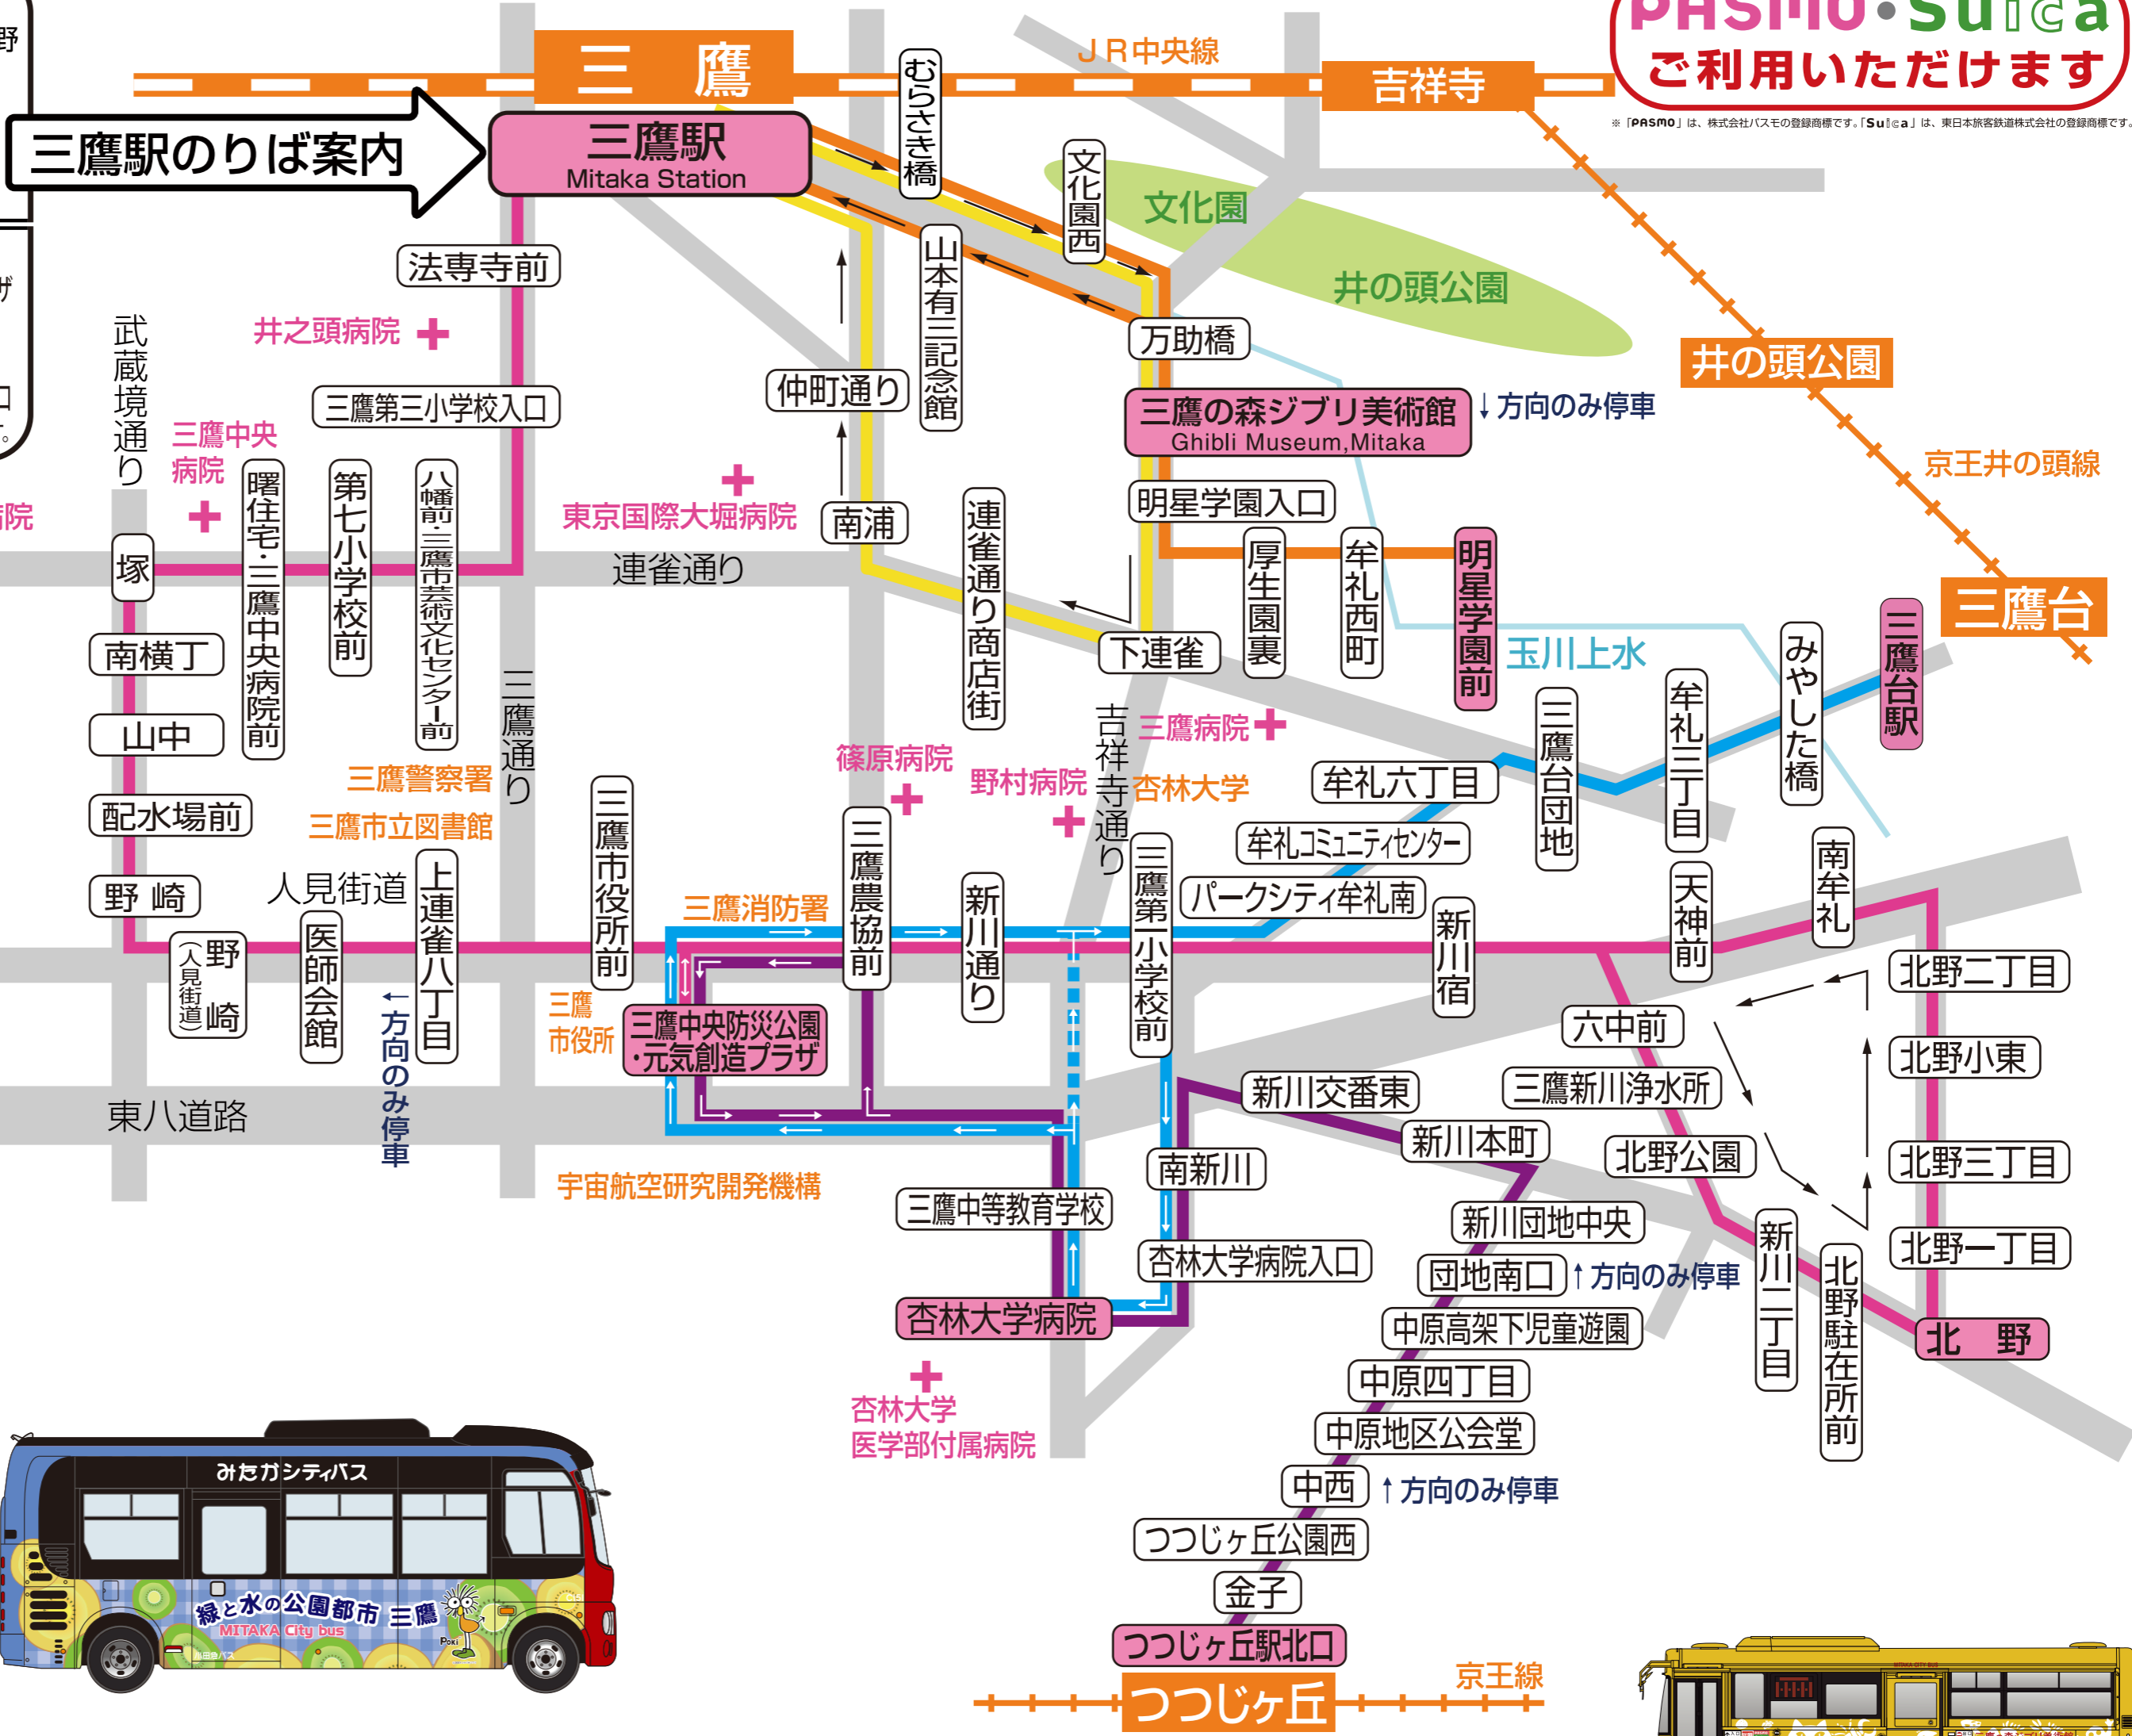 野
ザ
口
。
病院
PASMO・Suica
ご利用いただけます
※「PASMO」は、株式会社パスモの登録商標です。「Suica」は、東日本旅客鉄道株式会社の登録商標です。
三鷹
JR中央線
吉祥寺
三鷹駅のりば案内
三鷹駅
Mitaka Station
むらさき橋
文化園西
文化園
井の頭公園
法専寺前
山本有三記念館
井之頭病院
武蔵境通り
三鷹第三小学校入口
仲町通り
万助橋
三鷹の森ジブリ美術館
Ghibli Museum,Mitaka
↓方向のみ停車
井の頭公園
京王井の頭線
三鷹中央
病院
曙住宅・三鷹中央病院前
第七小学校前
八幡前・三鷹市芸術文化センター前
東京国際大堀病院
南浦
連雀通り商店街
明星学園入口
厚生園裏
牟礼西町
明星学園前
三鷹台
塚
連雀通り
下連雀
玉川上水
みやした橋
三鷹台駅
南横丁
山中
三鷹通り
吉祥寺通り
三鷹病院
三鷹台団地
牟礼三丁目
配水場前
三鷹警察署
三鷹市立図書館
篠原病院
野村病院
杏林大学
牟礼六丁目
牟礼コミュニティセンター
パークシティ牟礼南
野崎
人見街道
上連雀八丁目
三鷹市役所前
三鷹消防署
三鷹農協前
新川通り
三鷹第一小学校前
新川宿
天神前
南牟礼
野崎
(人見街道)
医師会館
←方向のみ停車
三鷹
市役所
三鷹中央防災公園
・元気創造プラザ
北野二丁目
六中前
北野小東
東八道路
新川交番東
三鷹新川浄水所
新川本町
北野公園
南新川
北野三丁目
宇宙航空研究開発機構
三鷹中等教育学校
新川団地中央
杏林大学病院入口
団地南口
↑方向のみ停車
新川二丁目
北野駐在所前
北野一丁目
杏林大学病院
中原高架下児童遊園
北野
中原四丁目
杏林大学
医学部付属病院
中原地区公会堂
中西
↑方向のみ停車
つつじヶ丘公園西
金子
つつじヶ丘駅北口
つつじヶ丘
京王線
みたかシティバス
緑と水の公園都市 三鷹
MITAKA City bus
Poki
小田急バス
MITAKA CITY BUS